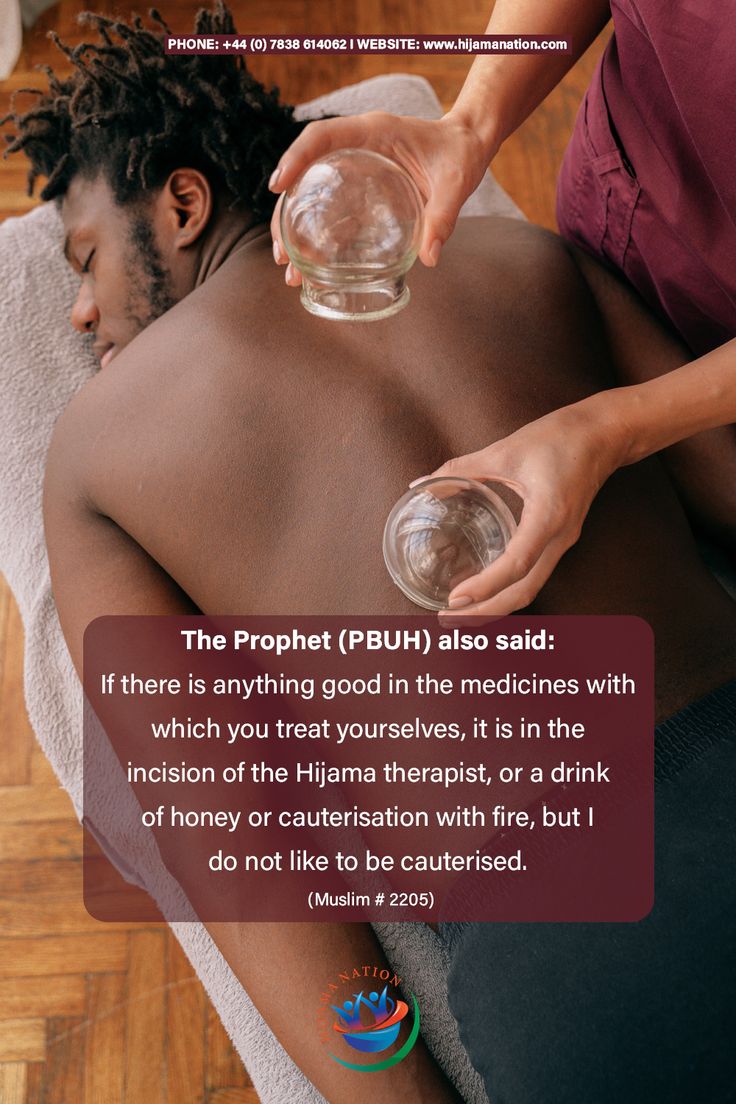 PHONE: +44 (0) 7838 614062 I WEBSITE: www.hijamanation.com
The Prophet (PBUH) also said:
If there is anything good in the medicines with
which you treat yourselves, it is in the
incision of the Hijama therapist, or a drink
of honey or cauterisation with fire, but I
do not like to be cauterised.
(Muslim # 2205)
HIJAMA NATION